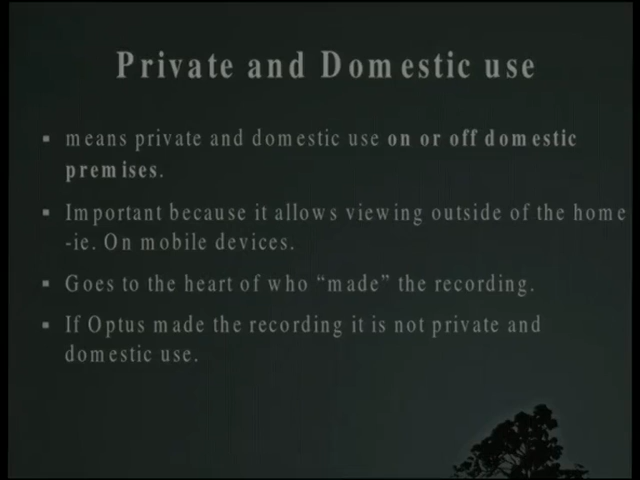 Private and Domestic use
▪ means private and domestic use on or off domestic
premises.
▪ Important because it allows viewing outside of the home
-ie. On mobile devices.
▪ Goes to the heart of who “made” the recording.
▪ If Optus made the recording it is not private and
domestic use.